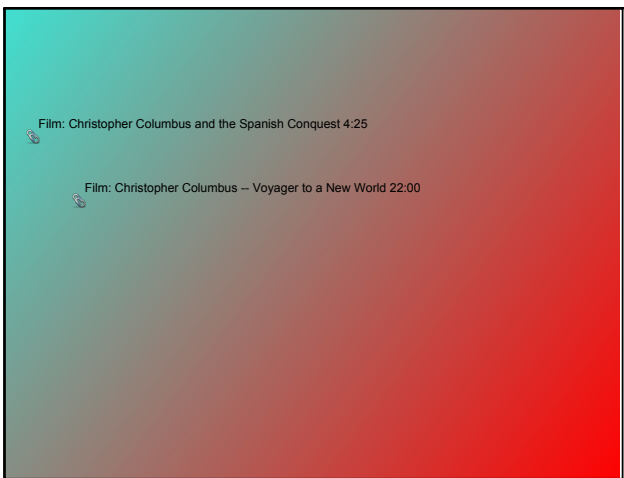 Film: Christopher Columbus and the Spanish Conquest 4:25
Film: Christopher Columbus -- Voyager to a New World 22:00